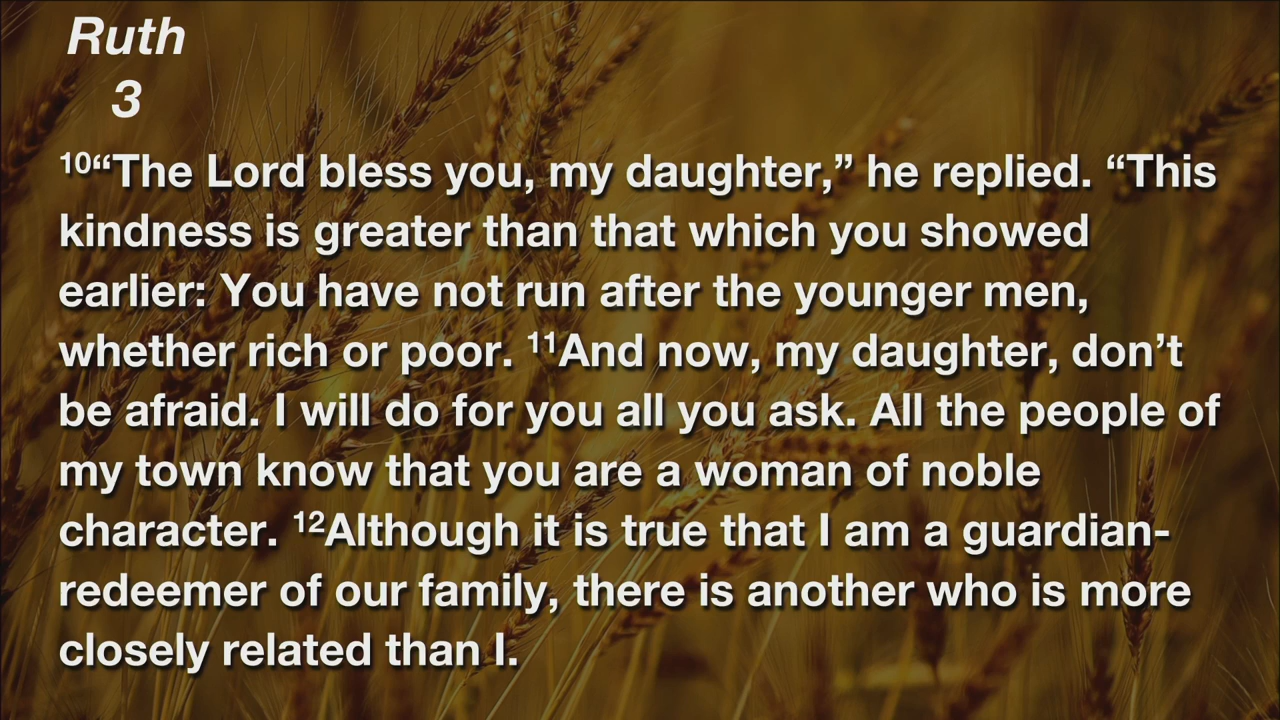 Ruth
3
¹⁰“The Lord bless you, my daughter,” he replied. “This
kindness is greater than that which you showed
earlier: You have not run after the younger men,
whether rich or poor. ¹¹And now, my daughter, don’t
be afraid. I will do for you all you ask. All the people of
my town know that you are a woman of noble
character. ¹²Although it is true that I am a guardian-
redeemer of our family, there is another who is more
closely related than I.